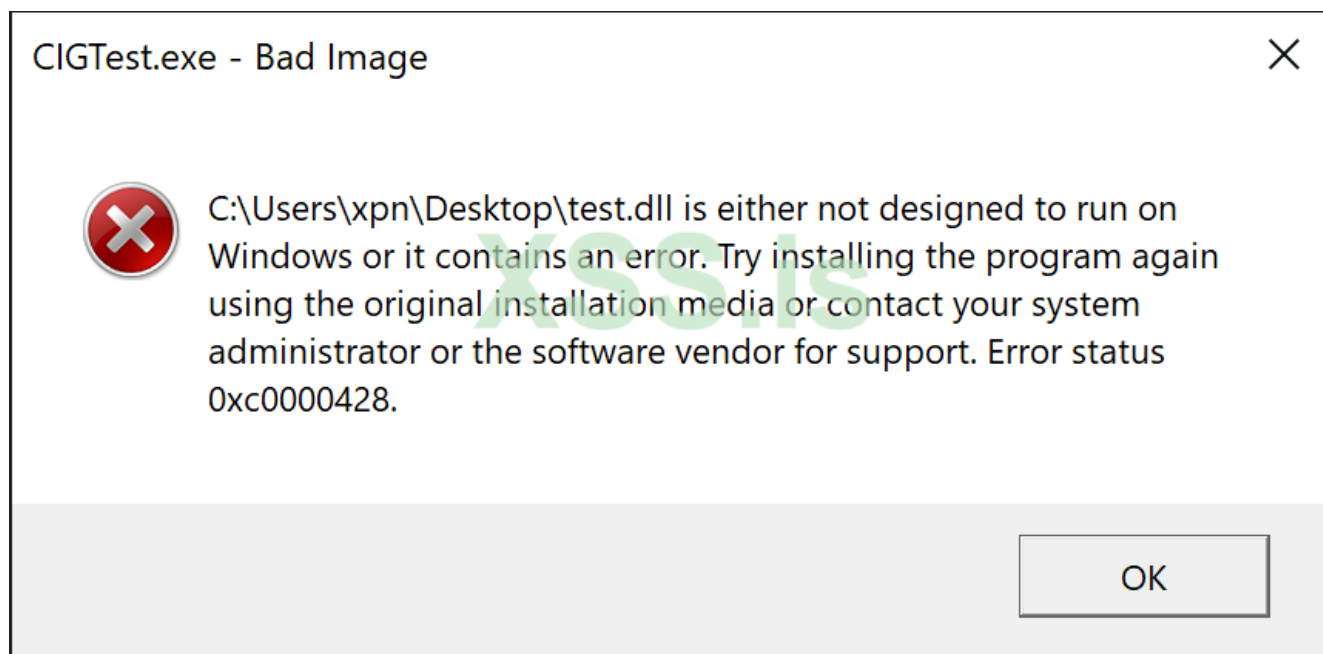 CIGTest.exe - Bad Image
C:\Users\xpn\Desktop\test.dll is either not designed to run on
Windows or it contains an error. Try installing the program again
using the original installation media or contact your system
administrator or the software vendor for support. Error status
0xc0000428.
XSS.is
OK